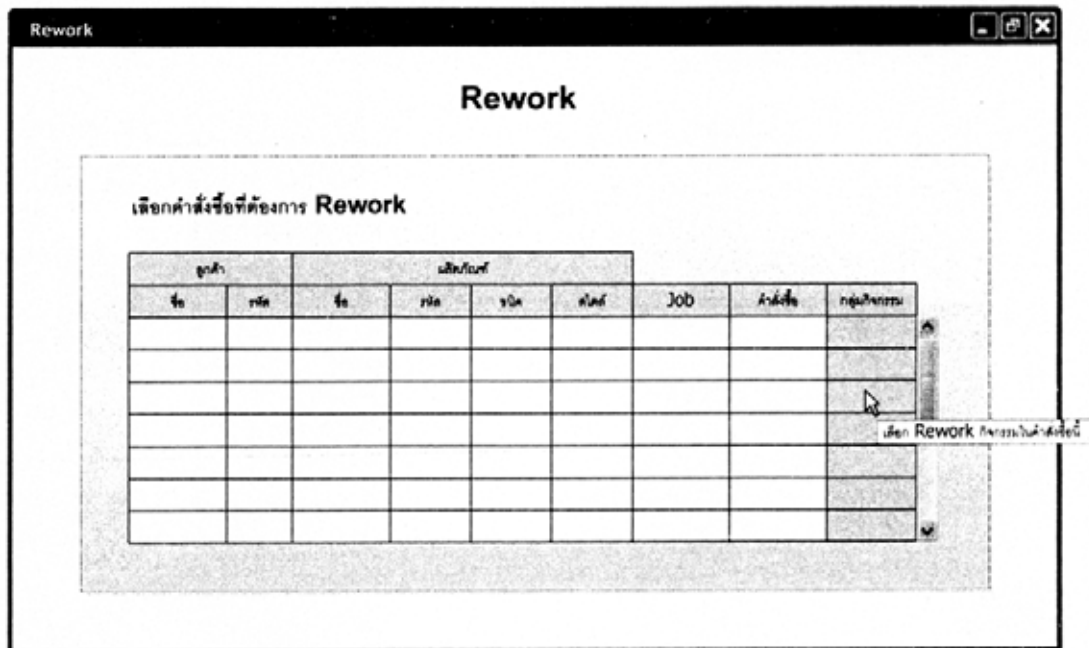 Rework
Rework
เลือกคำสั่งซื้อที่ต้องการ Rework
ลูกค้า ผลิตภัณฑ์
ชื่อ รหัส ชื่อ รหัส ชนิด สไตล์ Job คำสั่งซื้อ กลุ่มกิจกรรม
เลือก Rework กิจกรรมในคำสั่งซื้อนี้